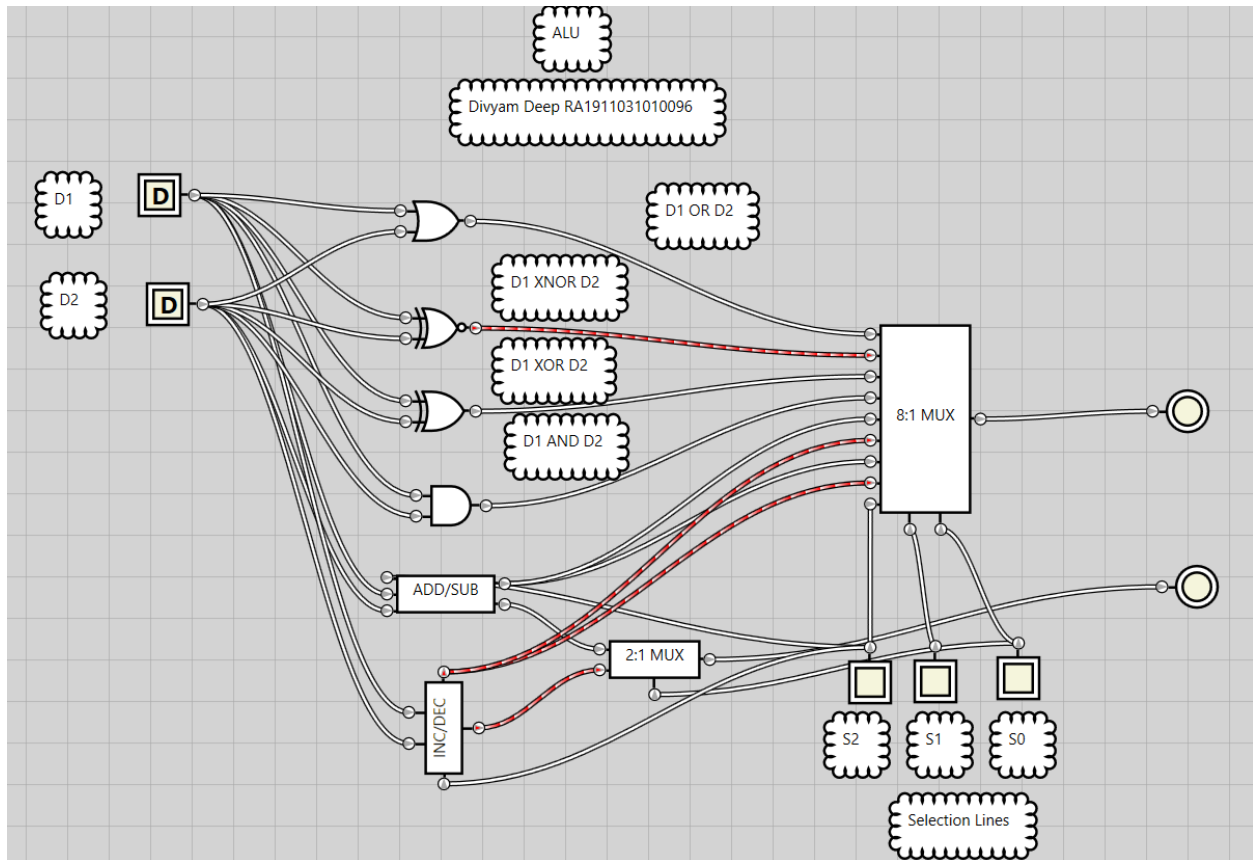 ALU
Divyam Deep RA1911031010096
D1
D
D1 OR D2
D1 XNOR D2
D2
D
D1 XOR D2
8:1 MUX
D1 AND D2
ADD/SUB
2:1 MUX
INC/DEC
S2
S1
S0
Selection Lines